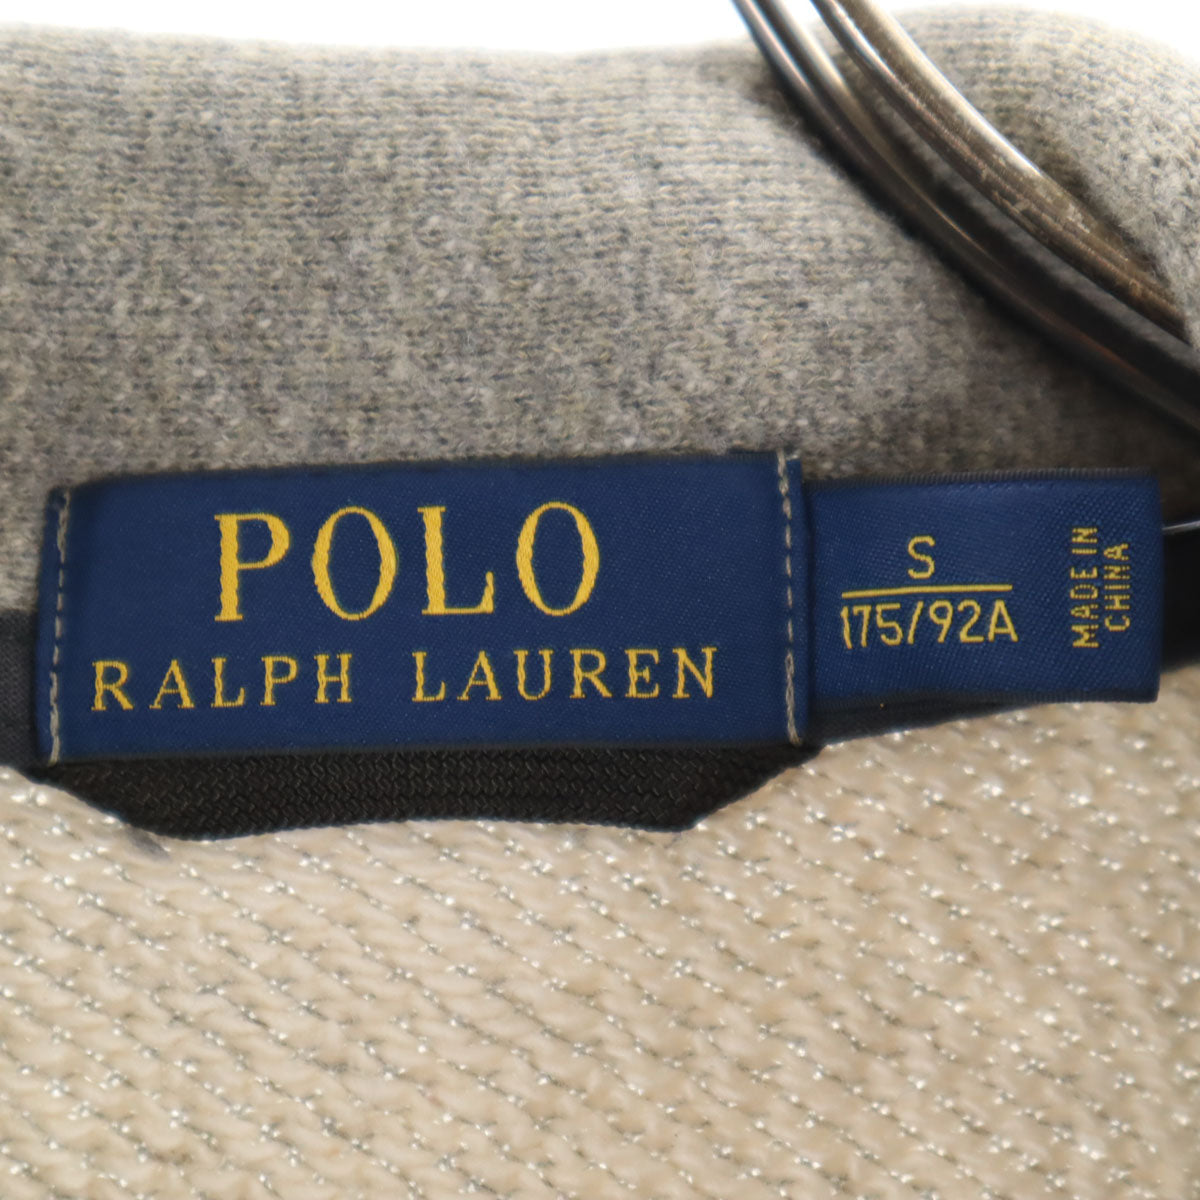 POLO
RALPH LAUREN
S
175/92A
MADE IN
CHINA